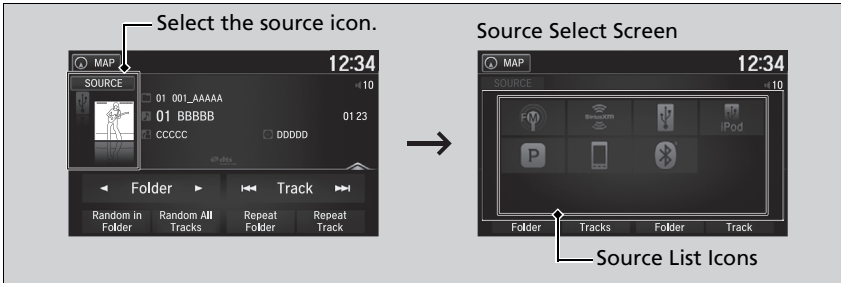 Select the source icon.
MAP
12:34
SOURCE
10
01 001_AAAAA
01 BBBBB
01 23
CCCCC
DDDDD
Folder
Track
Random in Folder
Random All Tracks
Repeat Folder
Repeat Track
Source Select Screen
MAP
12:34
SOURCE
10
FM
SiriusXM
iPod
P
Folder
Tracks
Folder
Track
Source List Icons